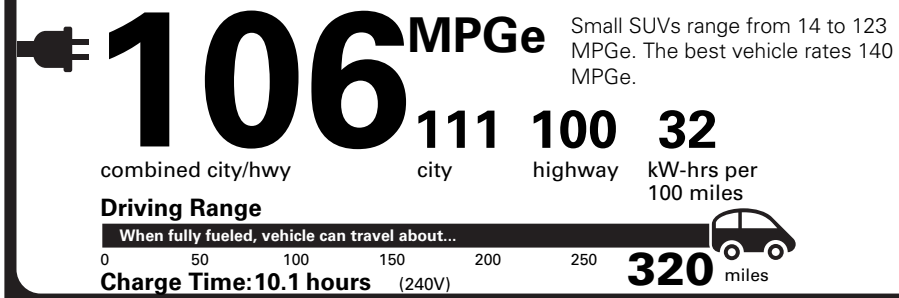 106 MPGe
Small SUVs range from 14 to 123
MPGe. The best vehicle rates 140
MPGe.
111 100 32
combined city/hwy city highway kW-hrs per
100 miles
Driving Range
When fully fueled, vehicle can travel about...
0 50 100 150 200 250 320 miles
Charge Time: 10.1 hours (240V)